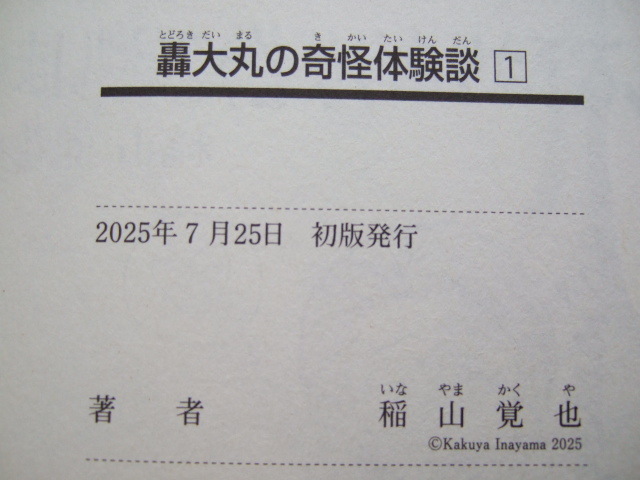 とどろき だい まる き かい たい けん だん
轟大丸の奇怪体験談 1
2025年7月25日 初版発行
いな やま かく や
著者 稲山覚也
©Kakuya Inayama 2025